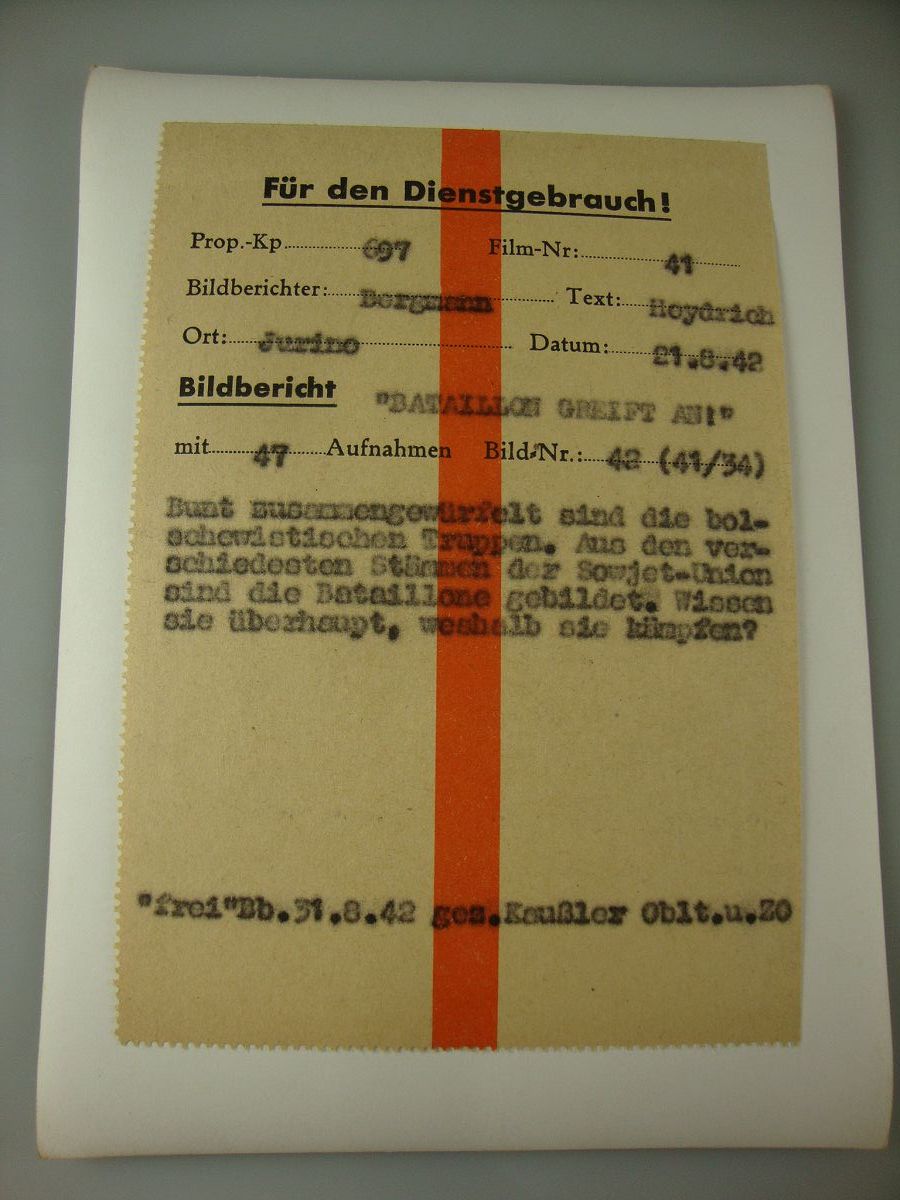 Für den Dienstgebrauch!
Prop.-Kp. 697 Film-Nr: 41
Bildberichter: Bergmann Text: Heydrich
Ort: Jurino Datum: 21.8.42
Bildbericht "BATAILLON GREIFT AN!"
mit 47 Aufnahmen Bild-Nr.: 42 (41/34)
Bunt zusammengewürfelt sind die bol-
schewistischen Truppen. Aus den ver-
schiedesten Stämmen der Sowjet-Union
sind die Bataillone gebildet. Wissen
sie überhaupt, weshalb sie kämpfen?
"frei"Bb.31.8.42 gez.Keußler Oblt.u.ZO